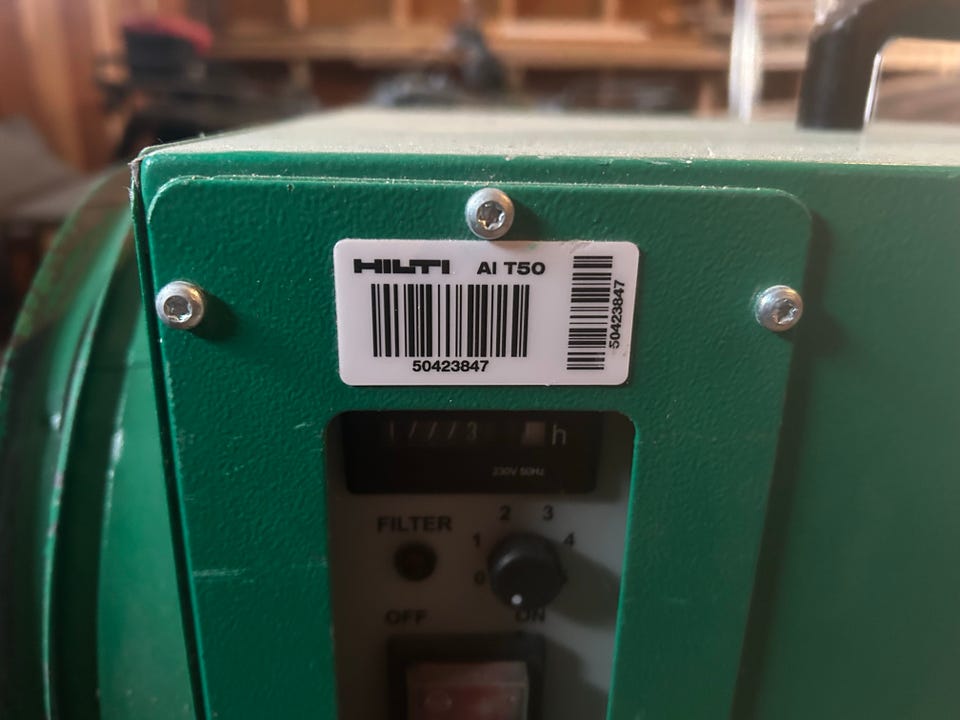 HILTI AI T50
50423847
50423847
h
230V 50Hz
FILTER
0 1 2 3 4
OFF ON